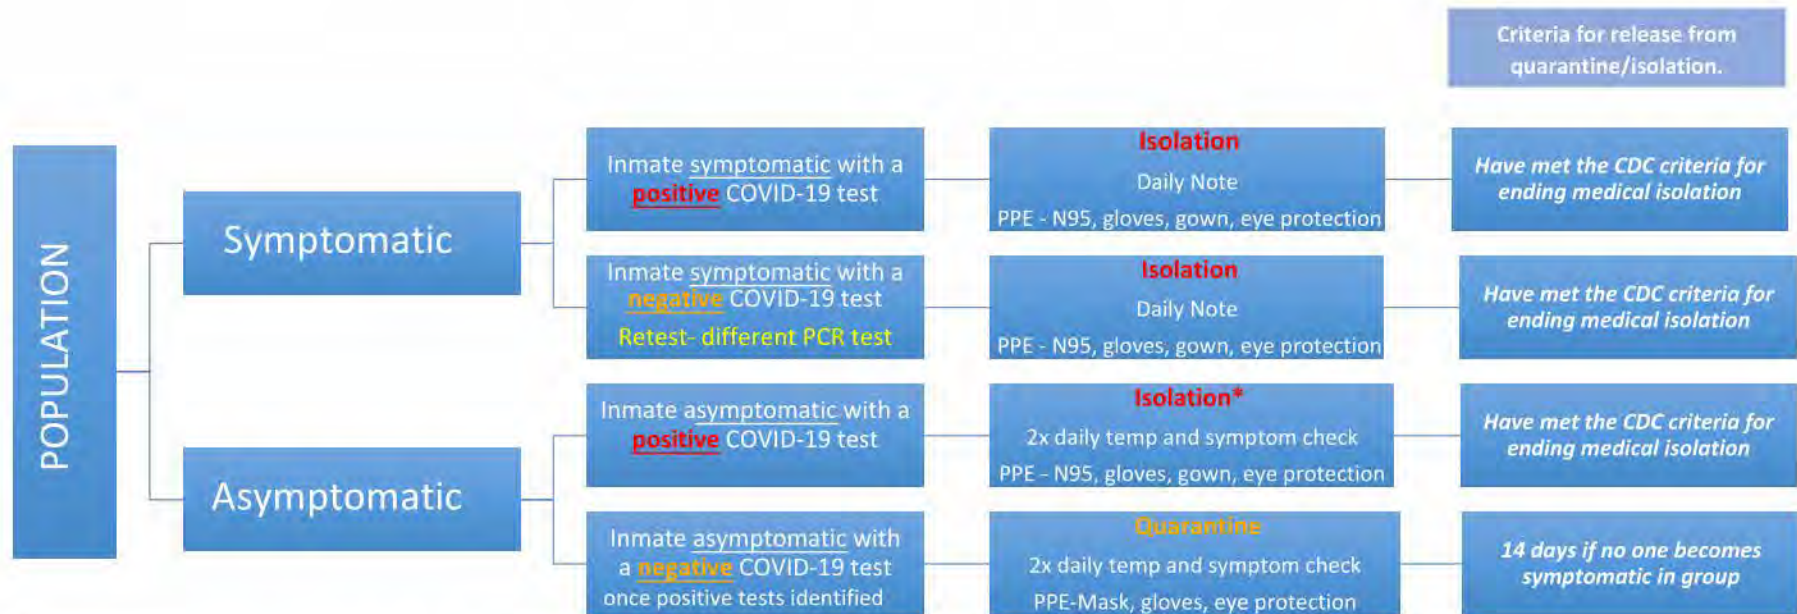 Criteria for release from
quarantine/isolation.
POPULATION
Symptomatic
Inmate symptomatic with a
positive COVID-19 test
Isolation
Daily Note
PPE - N95, gloves, gown, eye protection
Have met the CDC criteria for
ending medical isolation
Inmate symptomatic with a
negative COVID-19 test
Retest- different PCR test
Isolation
Daily Note
PPE - N95, gloves, gown, eye protection
Have met the CDC criteria for
ending medical isolation
Asymptomatic
Inmate asymptomatic with a
positive COVID-19 test
Isolation*
2x daily temp and symptom check
PPE - N95, gloves, gown, eye protection
Have met the CDC criteria for
ending medical isolation
Inmate asymptomatic with
a negative COVID-19 test
once positive tests identified
Quarantine
2x daily temp and symptom check
PPE-Mask, gloves, eye protection
14 days if no one becomes
symptomatic in group